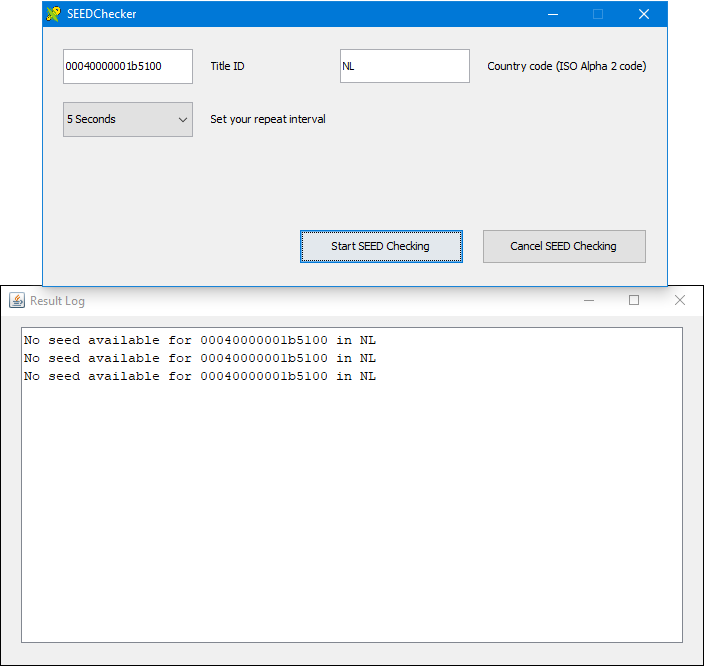 SEEDChecker
00040000001b5100 Title ID NL Country code (ISO Alpha 2 code)
5 Seconds Set your repeat interval
Start SEED Checking Cancel SEED Checking
Result Log
No seed available for 00040000001b5100 in NL
No seed available for 00040000001b5100 in NL
No seed available for 00040000001b5100 in NL